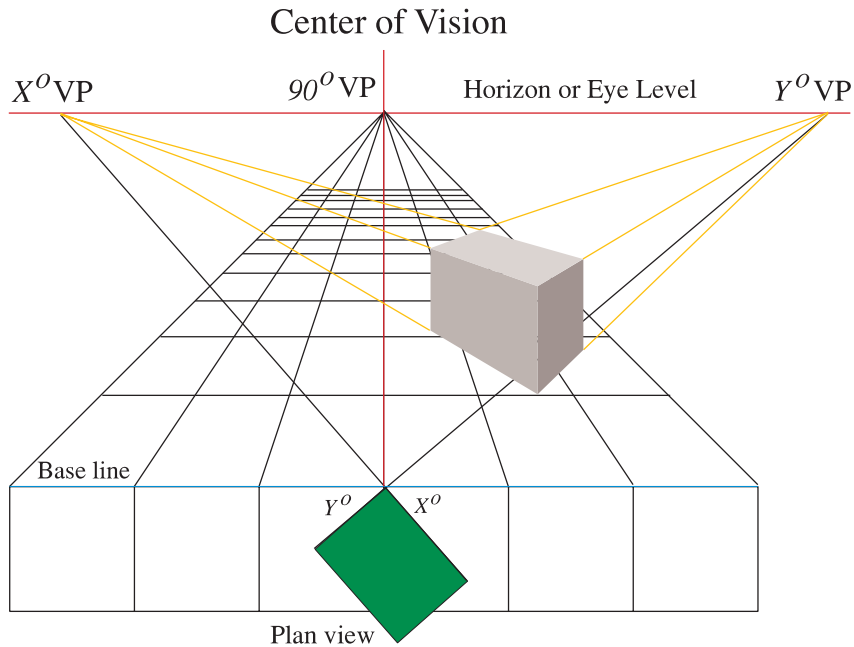 Center of Vision
X° VP
90° VP
Horizon or Eye Level
Y° VP
Base line
Y°
X°
Plan view